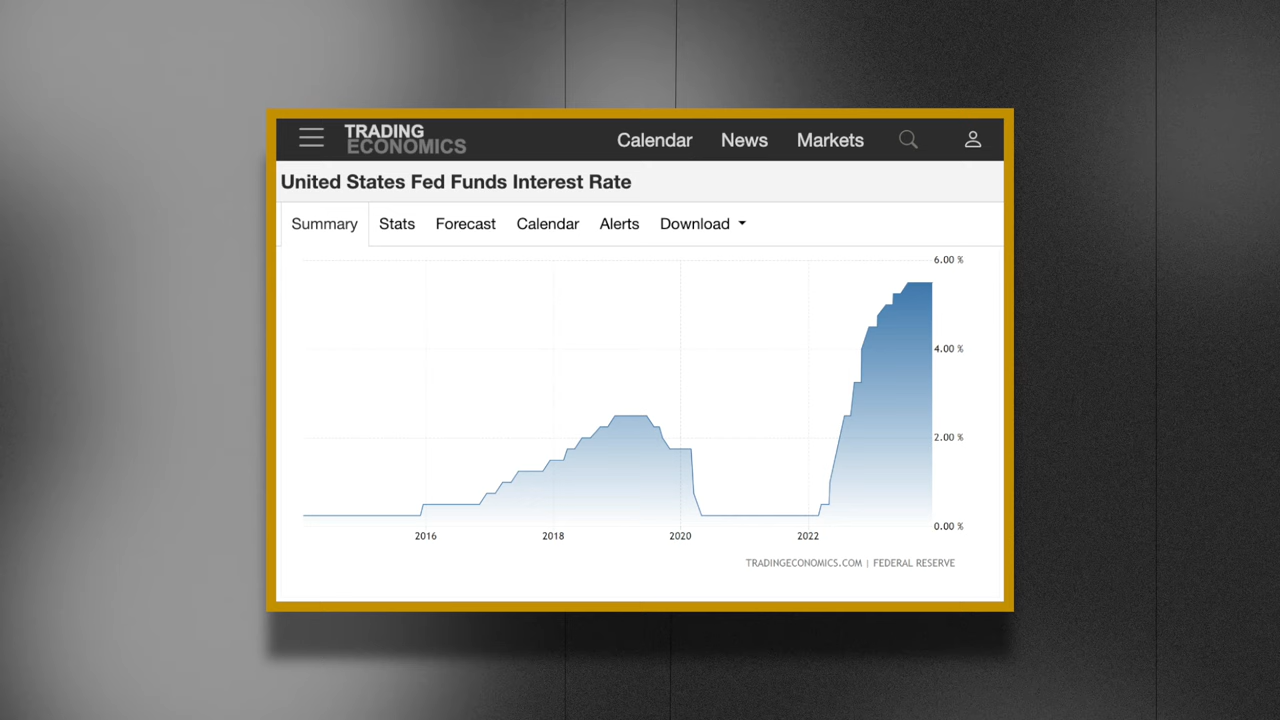 TRADING
ECONOMICS
Calendar News Markets
United States Fed Funds Interest Rate
Summary Stats Forecast Calendar Alerts Download
6.00 %
4.00 %
2.00 %
0.00 %
2016 2018 2020 2022
TRADINGECONOMICS.COM | FEDERAL RESERVE